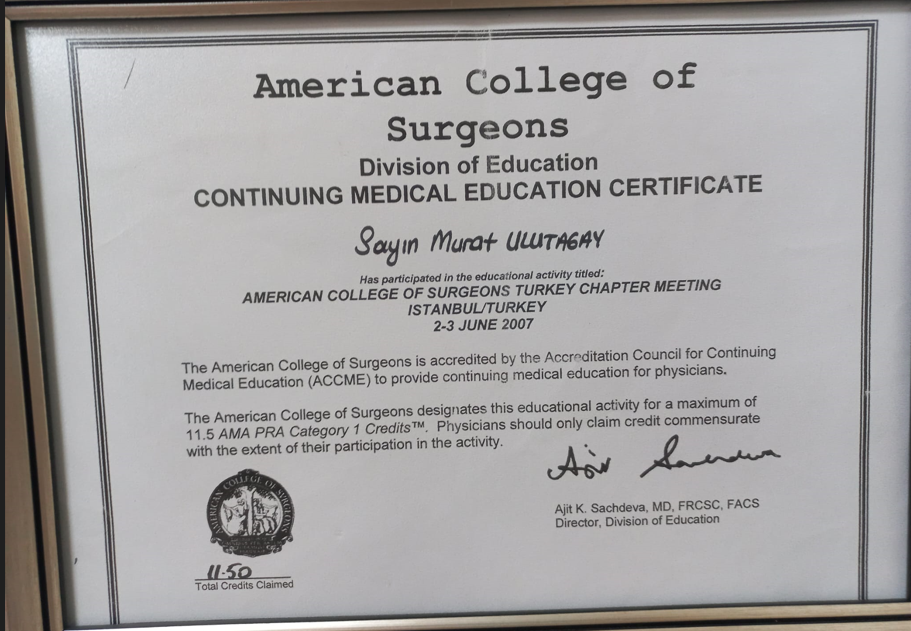 American College of
Surgeons
Division of Education
CONTINUING MEDICAL EDUCATION CERTIFICATE
Sayın Murat ULUTAGAY
Has participated in the educational activity titled:
AMERICAN COLLEGE OF SURGEONS TURKEY CHAPTER MEETING
ISTANBUL/TURKEY
2-3 JUNE 2007
The American College of Surgeons is accredited by the Accreditation Council for Continuing
Medical Education (ACCME) to provide continuing medical education for physicians.
The American College of Surgeons designates this educational activity for a maximum of
11.5 AMA PRA Category 1 Credits™. Physicians should only claim credit commensurate
with the extent of their participation in the activity.
Ajit K. Sachdeva, MD, FRCSC, FACS
Director, Division of Education
AMERICAN COLLEGE OF SURGEONS
11.50
Total Credits Claimed